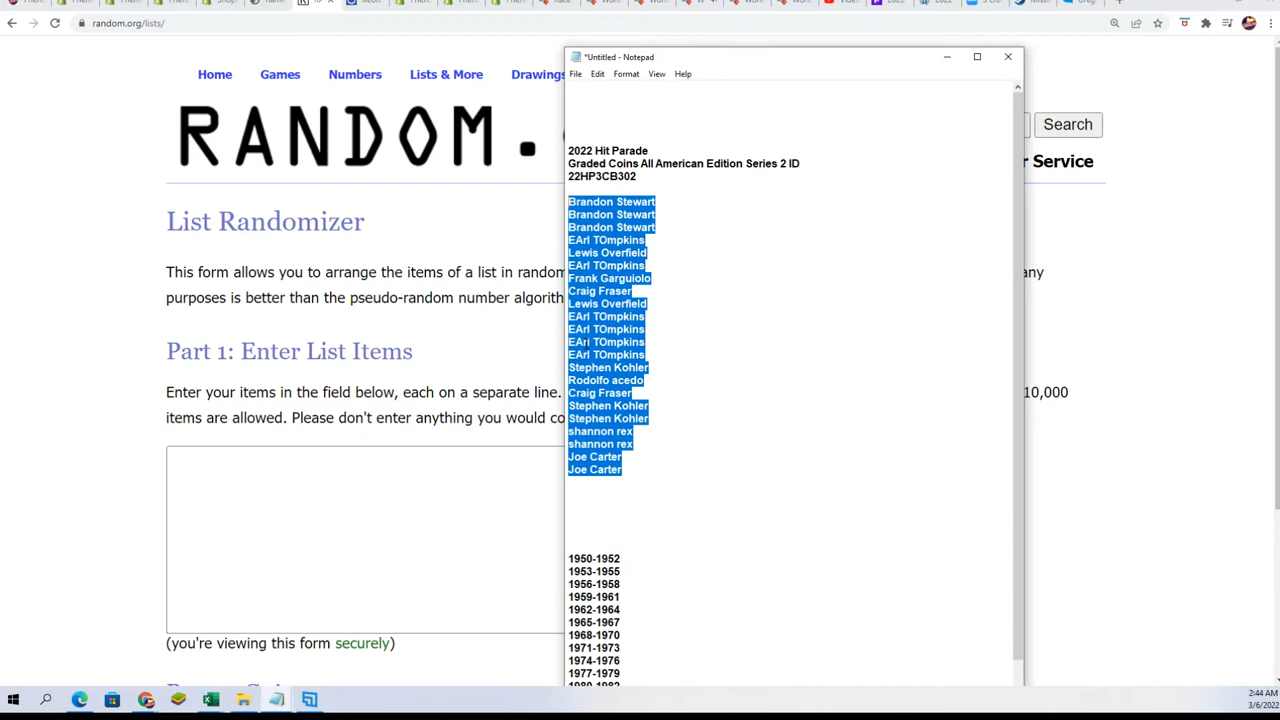 random.org/lists/
*Untitled - Notepad
File Edit Format View Help
Home Games Numbers Lists & More Drawings
RANDOM.
Search
r Service
List Randomizer
This form allows you to arrange the items of a list in random
any
purposes is better than the pseudo-random number algorith
Part 1: Enter List Items
Enter your items in the field below, each on a separate line.
10,000
items are allowed. Please don't enter anything you would co
(you're viewing this form securely)
2022 Hit Parade
Graded Coins All American Edition Series 2 ID
22HP3CB302
Brandon Stewart
Brandon Stewart
Brandon Stewart
EArl TOmpkins
Lewis Overfield
EArl TOmpkins
Frank Garguiolo
Craig Fraser
Lewis Overfield
EArl TOmpkins
EArl TOmpkins
EArl TOmpkins
EArl TOmpkins
Stephen Kohler
Rodolfo acedo
Craig Fraser
Stephen Kohler
Stephen Kohler
shannon rex
shannon rex
Joe Carter
Joe Carter
1950-1952
1953-1955
1956-1958
1959-1961
1962-1964
1965-1967
1968-1970
1971-1973
1974-1976
1977-1979
1980-1982
2:44 AM
3/6/2022